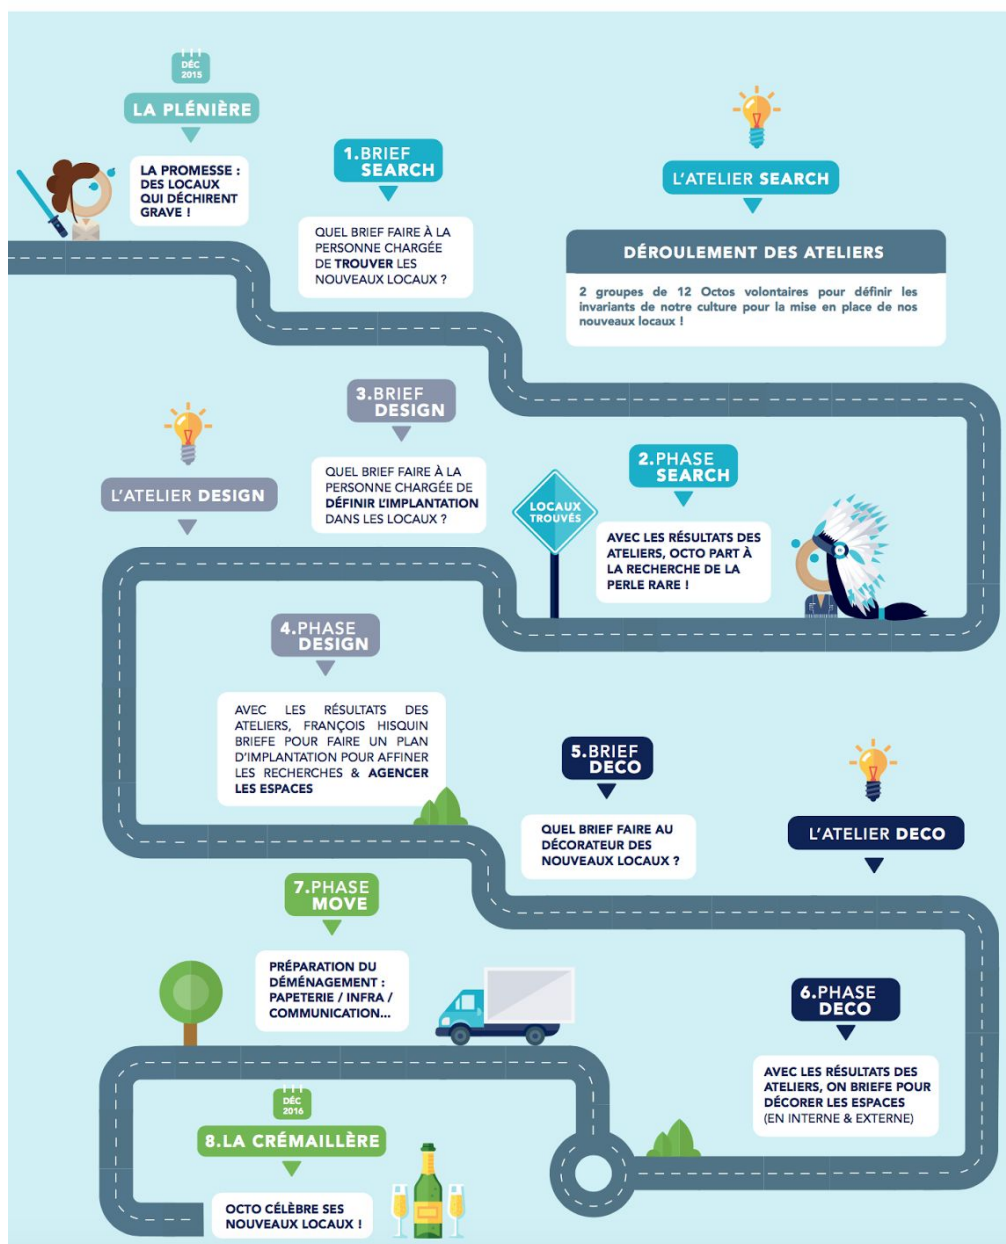 DÉC
2015
LA PLÉNIÈRE
LA PROMESSE :
DES LOCAUX
QUI DÉCHIRENT
GRAVE !
1.BRIEF
SEARCH
QUEL BRIEF FAIRE À LA
PERSONNE CHARGÉE
DE TROUVER LES
NOUVEAUX LOCAUX ?
L'ATELIER SEARCH
DÉROULEMENT DES ATELIERS
2 groupes de 12 Octos volontaires pour définir les
invariants de notre culture pour la mise en place de nos
nouveaux locaux !
2.PHASE
SEARCH
AVEC LES RÉSULTATS DES
ATELIERS, OCTO PART À
LA RECHERCHE DE LA
PERLE RARE !
LOCAUX
TROUVÉS
3.BRIEF
DESIGN
QUEL BRIEF FAIRE À LA
PERSONNE CHARGÉE DE
DÉFINIR L'IMPLANTATION
DANS LES LOCAUX ?
L'ATELIER DESIGN
4.PHASE
DESIGN
AVEC LES RÉSULTATS DES
ATELIERS, FRANÇOIS HISQUIN
BRIEFE POUR FAIRE UN PLAN
D'IMPLANTATION POUR AFFINER
LES RECHERCHES & AGENCER
LES ESPACES
5.BRIEF
DECO
QUEL BRIEF FAIRE AU
DÉCORATEUR DES
NOUVEAUX LOCAUX ?
L'ATELIER DECO
6.PHASE
DECO
AVEC LES RÉSULTATS DES
ATELIERS, ON BRIEFE POUR
DÉCORER LES ESPACES
(EN INTERNE & EXTERNE)
7.PHASE
MOVE
PRÉPARATION DU
DÉMÉNAGEMENT :
PAPETERIE / INFRA /
COMMUNICATION...
DÉC
2016
8.LA CRÉMAILLÈRE
OCTO CÉLÈBRE SES
NOUVEAUX LOCAUX !